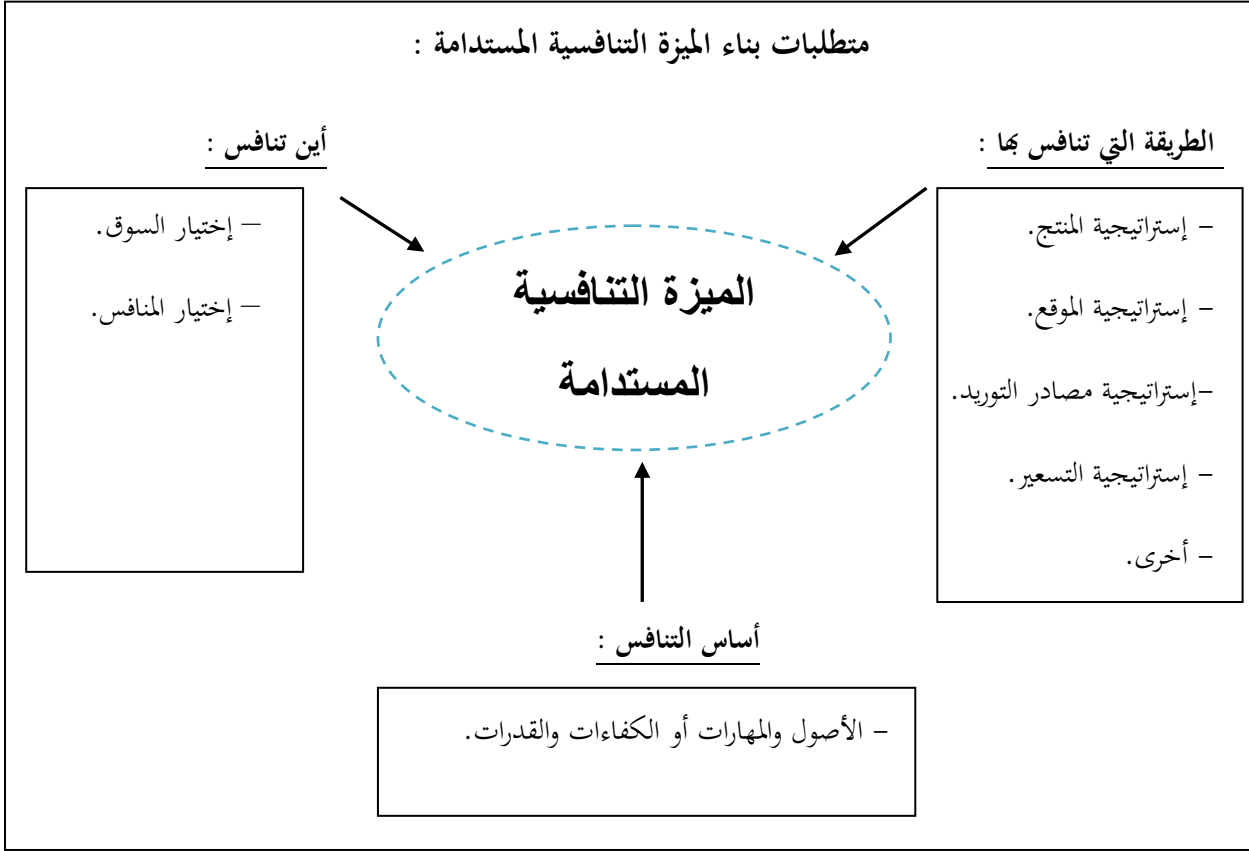 متطلبات بناء الميزة التنافسية المستدامة :
الطريقة التي تنافس بها :
– إستراتيجية المنتج.
– إستراتيجية الموقع.
–إستراتيجية مصادر التوريد.
– إستراتيجية التسعير.
– أخرى.
أين تنافس :
– إختيار السوق.
– إختيار المنافس.
الميزة التنافسية
المستدامة
أساس التنافس :
– الأصول والمهارات أو الكفاءات والقدرات.